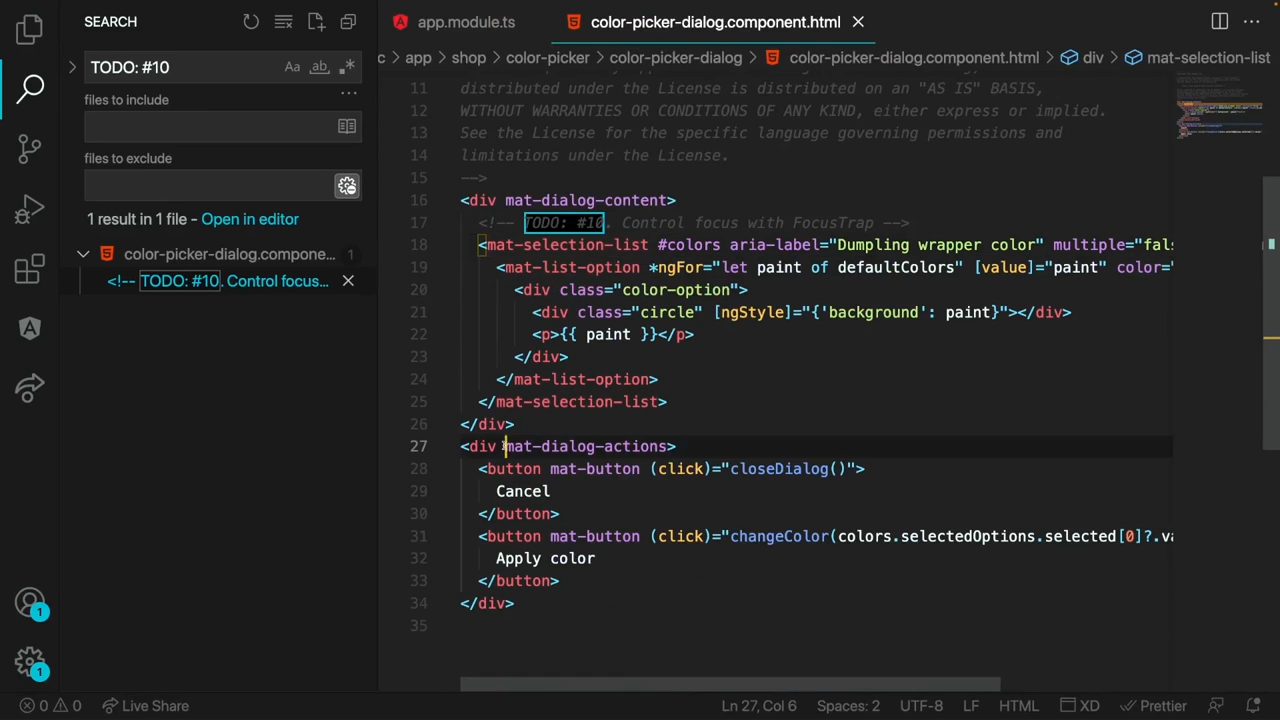 SEARCH
TODO: #10
Aa
ab
files to include
files to exclude
1 result in 1 file - Open in editor
color-picker-dialog.compone... 1
<!-- TODO: #10. Control focus...
1
1
app.module.ts
color-picker-dialog.component.html
c > app > shop > color-picker > color-picker-dialog > color-picker-dialog.component.html > div > mat-selection-list
11 distributed under the License is distributed on an "AS IS" BASIS,
12 WITHOUT WARRANTIES OR CONDITIONS OF ANY KIND, either express or implied.
13 See the License for the specific language governing permissions and
14 limitations under the License.
15 -->
16 <div mat-dialog-content>
17 <!-- TODO: #10. Control focus with FocusTrap -->
18 <mat-selection-list #colors aria-label="Dumpling wrapper color" multiple="fals
19 <mat-list-option *ngFor="let paint of defaultColors" [value]="paint" color="
20 <div class="color-option">
21 <div class="circle" [ngStyle]="{'background': paint}"></div>
22 <p>{{ paint }}</p>
23 </div>
24 </mat-list-option>
25 </mat-selection-list>
26 </div>
27 <div mat-dialog-actions>
28 <button mat-button (click)="closeDialog()">
29 Cancel
30 </button>
31 <button mat-button (click)="changeColor(colors.selectedOptions.selected[0]?.va
32 Apply color
33 </button>
34 </div>
35
0 0 Live Share Ln 27, Col 6 Spaces: 2 UTF-8 LF HTML XD Prettier